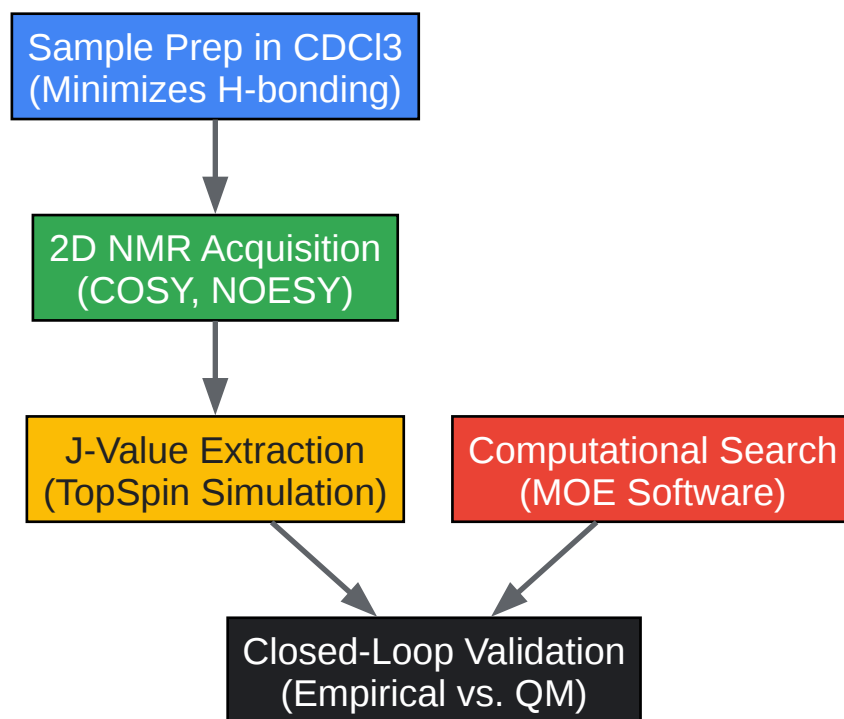 Sample Prep in CDCl3
(Minimizes H-bonding)
2D NMR Acquisition
(COSY, NOESY)
J-Value Extraction
(TopSpin Simulation)
Computational Search
(MOE Software)
Closed-Loop Validation
(Empirical vs. QM)